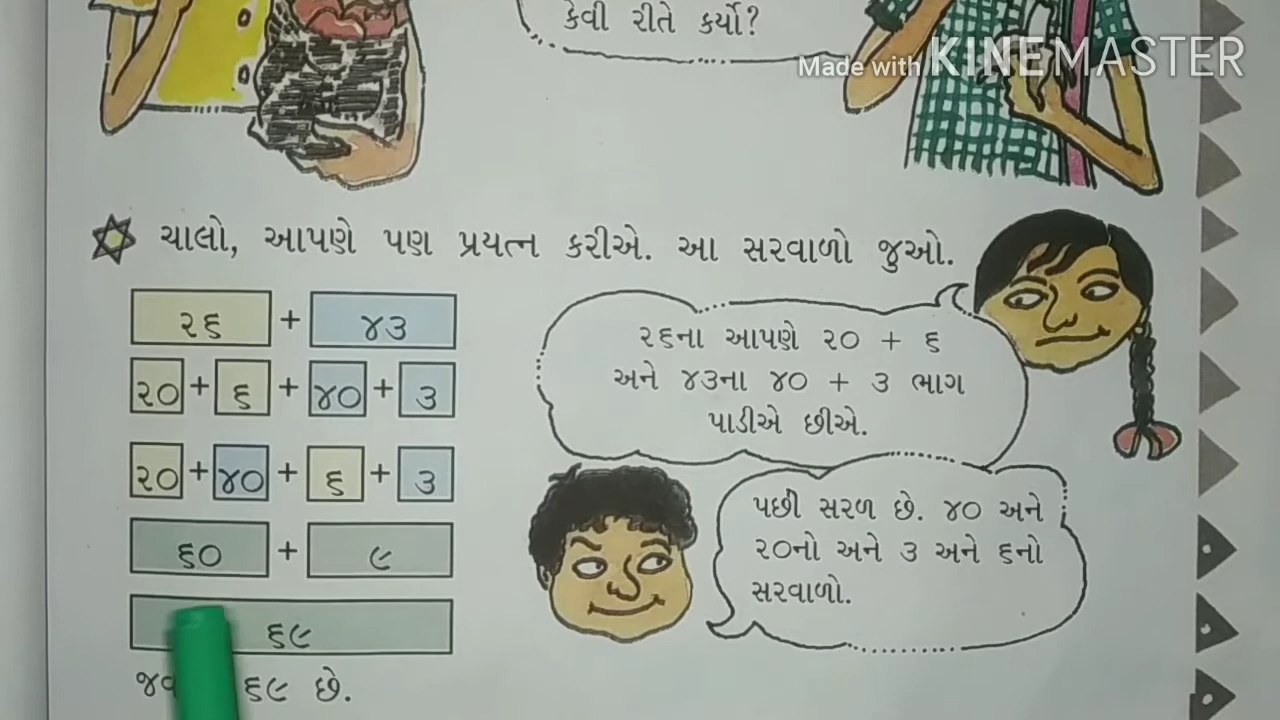 કેવી રીતે કર્યો?
Made with KINEMASTER
ચાલો, આપણે પણ પ્રયત્ન કરીએ. આ સરવાળો જુઓ.
૨૬ + ૪૩
૨૦ + ૬ + ૪૦ + ૩
૨૦ + ૪૦ + ૬ + ૩
૬૦ + ૯
૬૯
૬૯ છે.
૨૬ના આપણે ૨૦ + ૬
અને ૪૩ના ૪૦ + ૩ ભાગ
પાડીએ છીએ.
પછી સરળ છે. ૪૦ અને
૨૦નો અને ૩ અને ૬નો
સરવાળો.